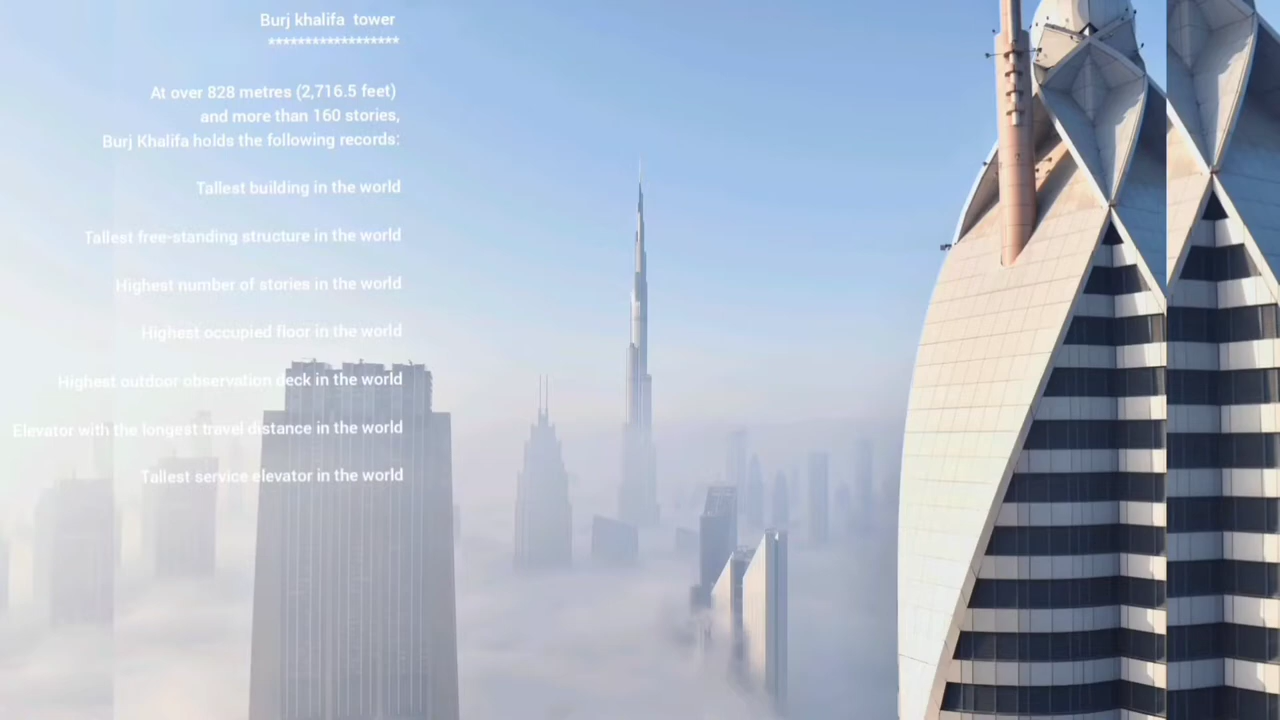 Burj khalifa tower
******************
At over 828 metres (2,716.5 feet)
and more than 160 stories,
Burj Khalifa holds the following records:
Tallest building in the world
Tallest free-standing structure in the world
Highest number of stories in the world
Highest occupied floor in the world
Highest outdoor observation deck in the world
Elevator with the longest travel distance in the world
Tallest service elevator in the world